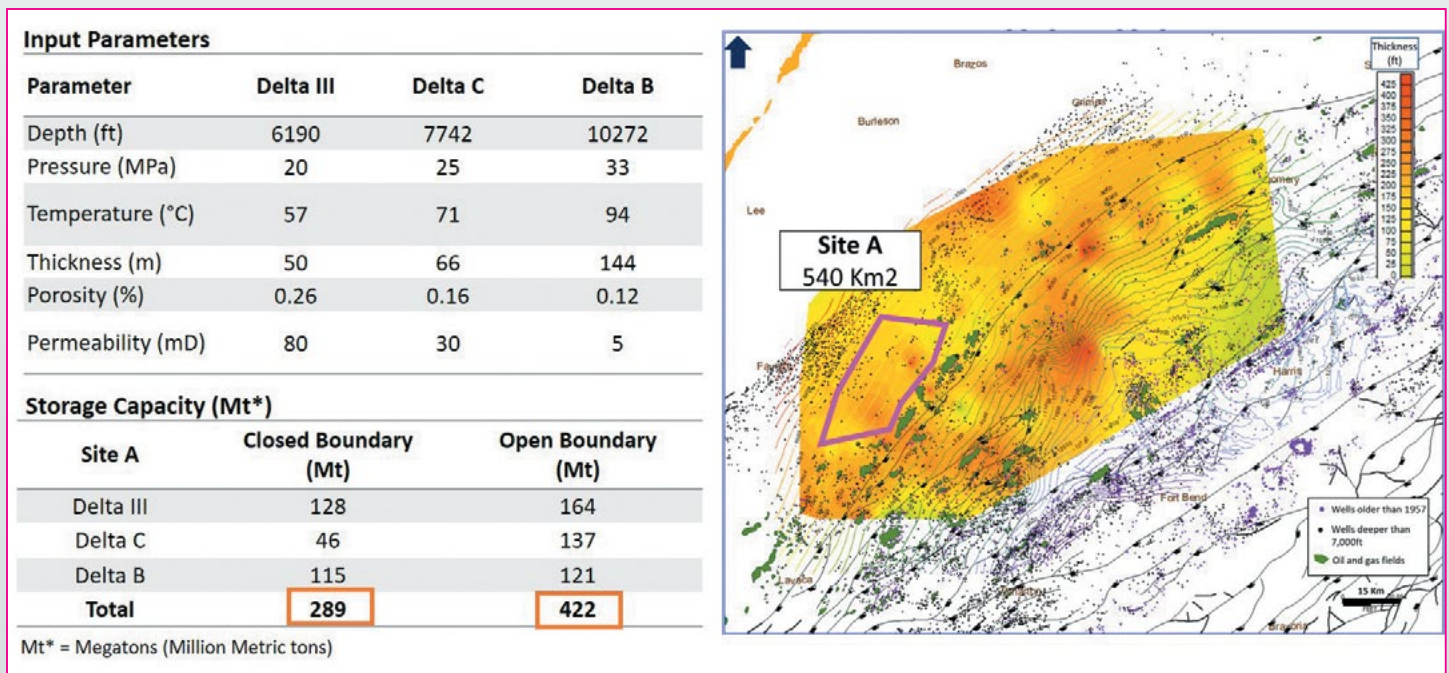 Input Parameters
Parameter Delta III Delta C Delta B
Depth (ft) 6190 7742 10272
Pressure (MPa) 20 25 33
Temperature (°C) 57 71 94
Thickness (m) 50 66 144
Porosity (%) 0.26 0.16 0.12
Permeability (mD) 80 30 5
Storage Capacity (Mt*)
Site A Closed Boundary (Mt) Open Boundary (Mt)
Delta III 128 164
Delta C 46 137
Delta B 115 121
Total 289 422
Mt* = Megatons (Million Metric tons)
Thickness
(ft)
425
400
375
350
325
300
275
250
225
200
175
150
125
100
75
50
25
0
Brazos
Burleson
Lee
Site A
540 Km2
Harris
Fort Bend
Lavaca
Brazoria
Wells older than 1957
Wells deeper than
7,000ft
Oil and gas fields
15 Km